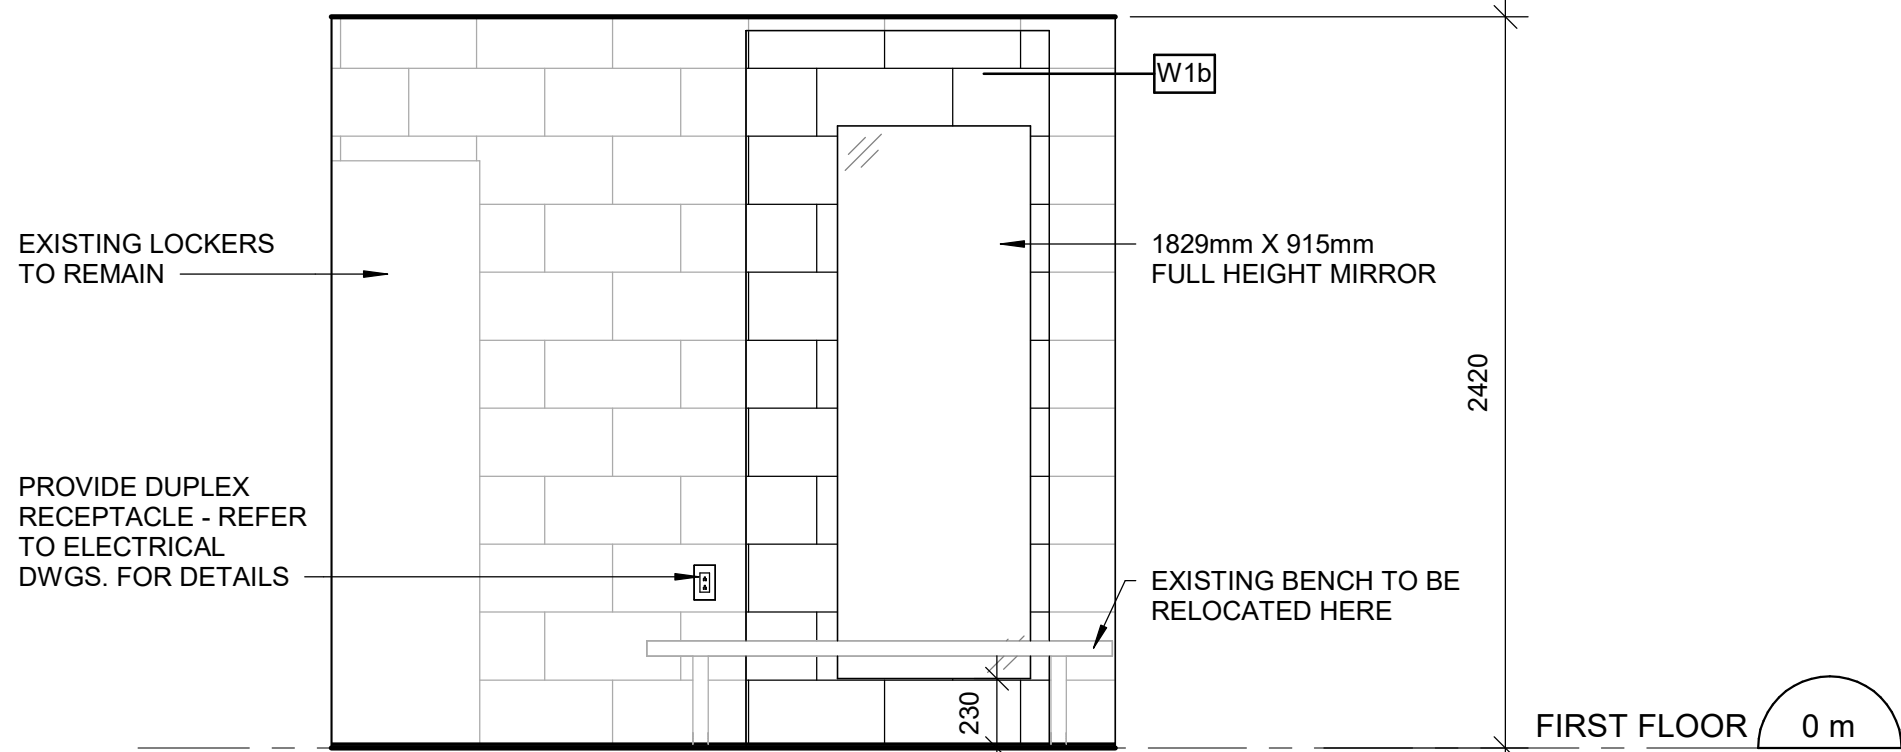 W1b
EXISTING LOCKERS
TO REMAIN
1829mm X 915mm
FULL HEIGHT MIRROR
2420
PROVIDE DUPLEX
RECEPTACLE - REFER
TO ELECTRICAL
DWGS. FOR DETAILS
EXISTING BENCH TO BE
RELOCATED HERE
230
FIRST FLOOR
0 m